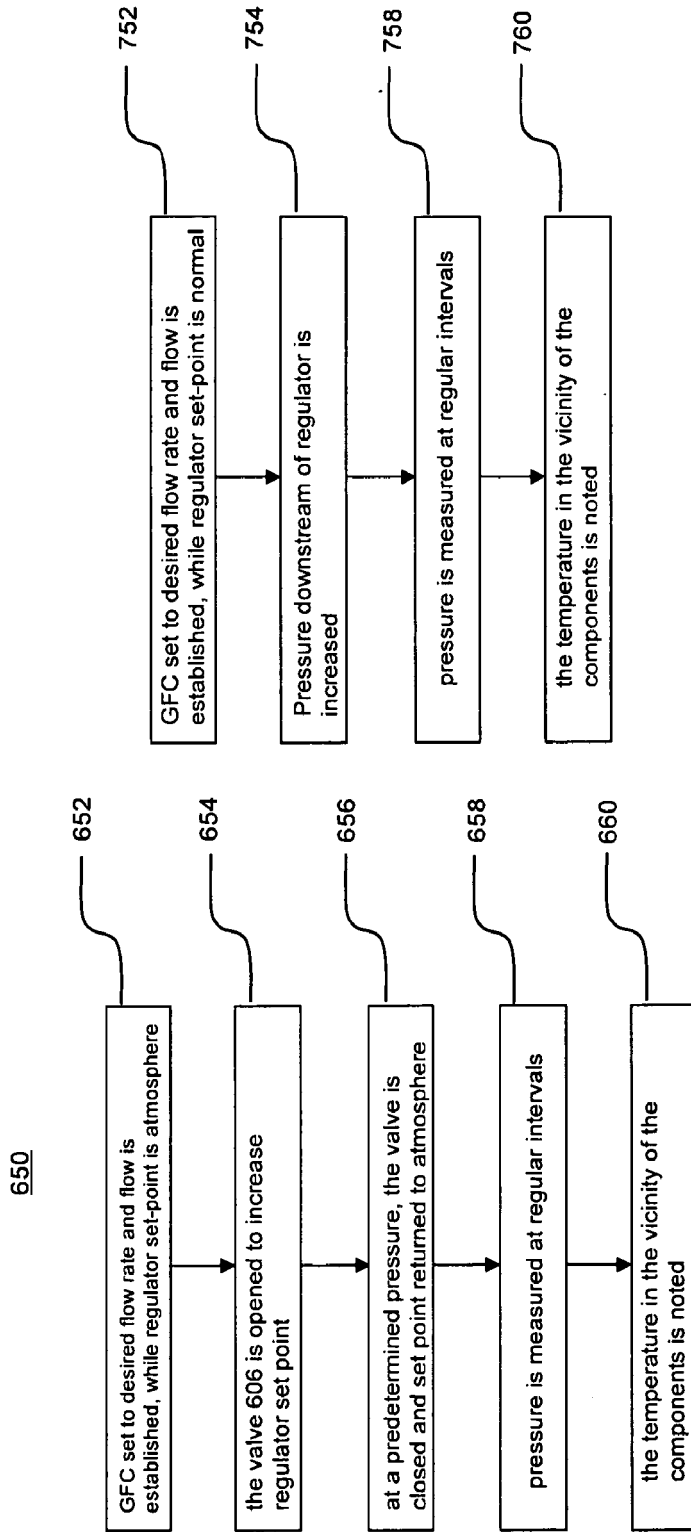 650
GFC set to desired flow rate and flow is
established, while regulator set-point is atmosphere
652
the valve 606 is opened to increase
regulator set point
654
at a predetermined pressure, the valve is
closed and set point returned to atmosphere
656
pressure is measured at regular intervals
658
the temperature in the vicinity of the
components is noted
660
GFC set to desired flow rate and flow is
established, while regulator set-point is normal
752
Pressure downstream of regulator is
increased
754
pressure is measured at regular intervals
758
the temperature in the vicinity of the
components is noted
760